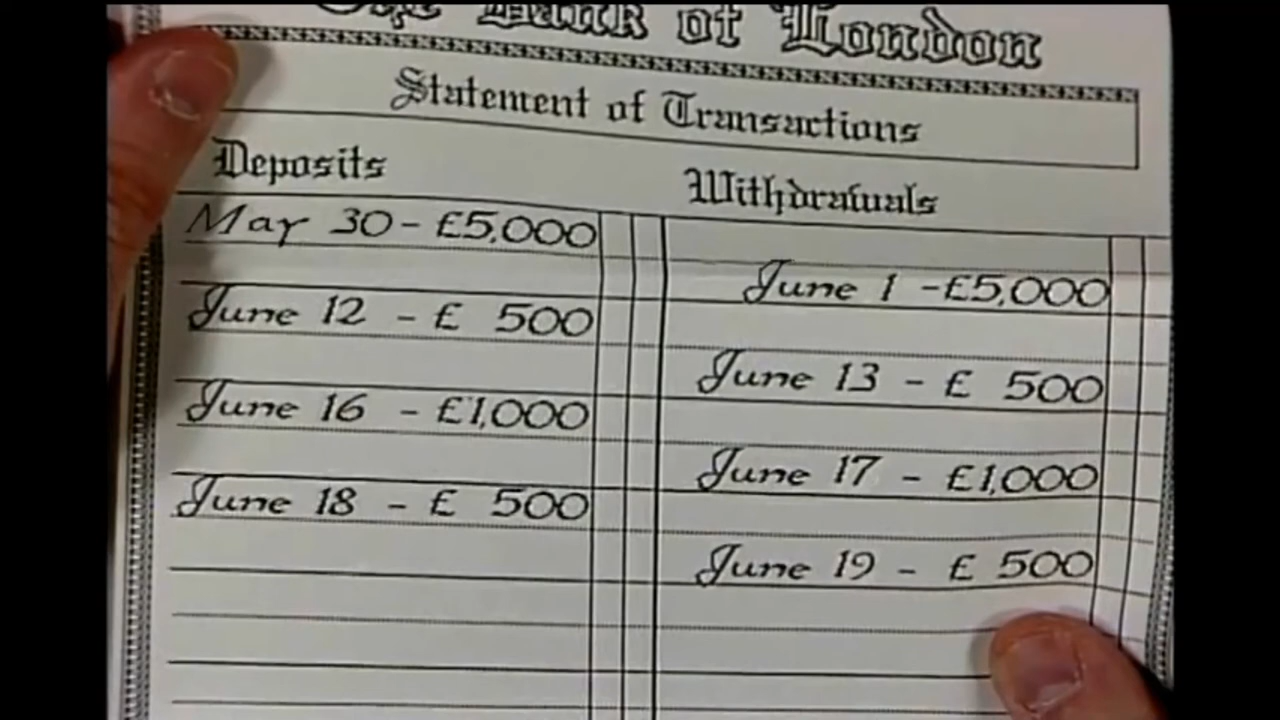 The Bank of London
Statement of Transactions
Deposits
Withdrawals
May 30 - £5,000
June 1 - £5,000
June 12 - £ 500
June 13 - £ 500
June 16 - £1,000
June 17 - £1,000
June 18 - £ 500
June 19 - £ 500